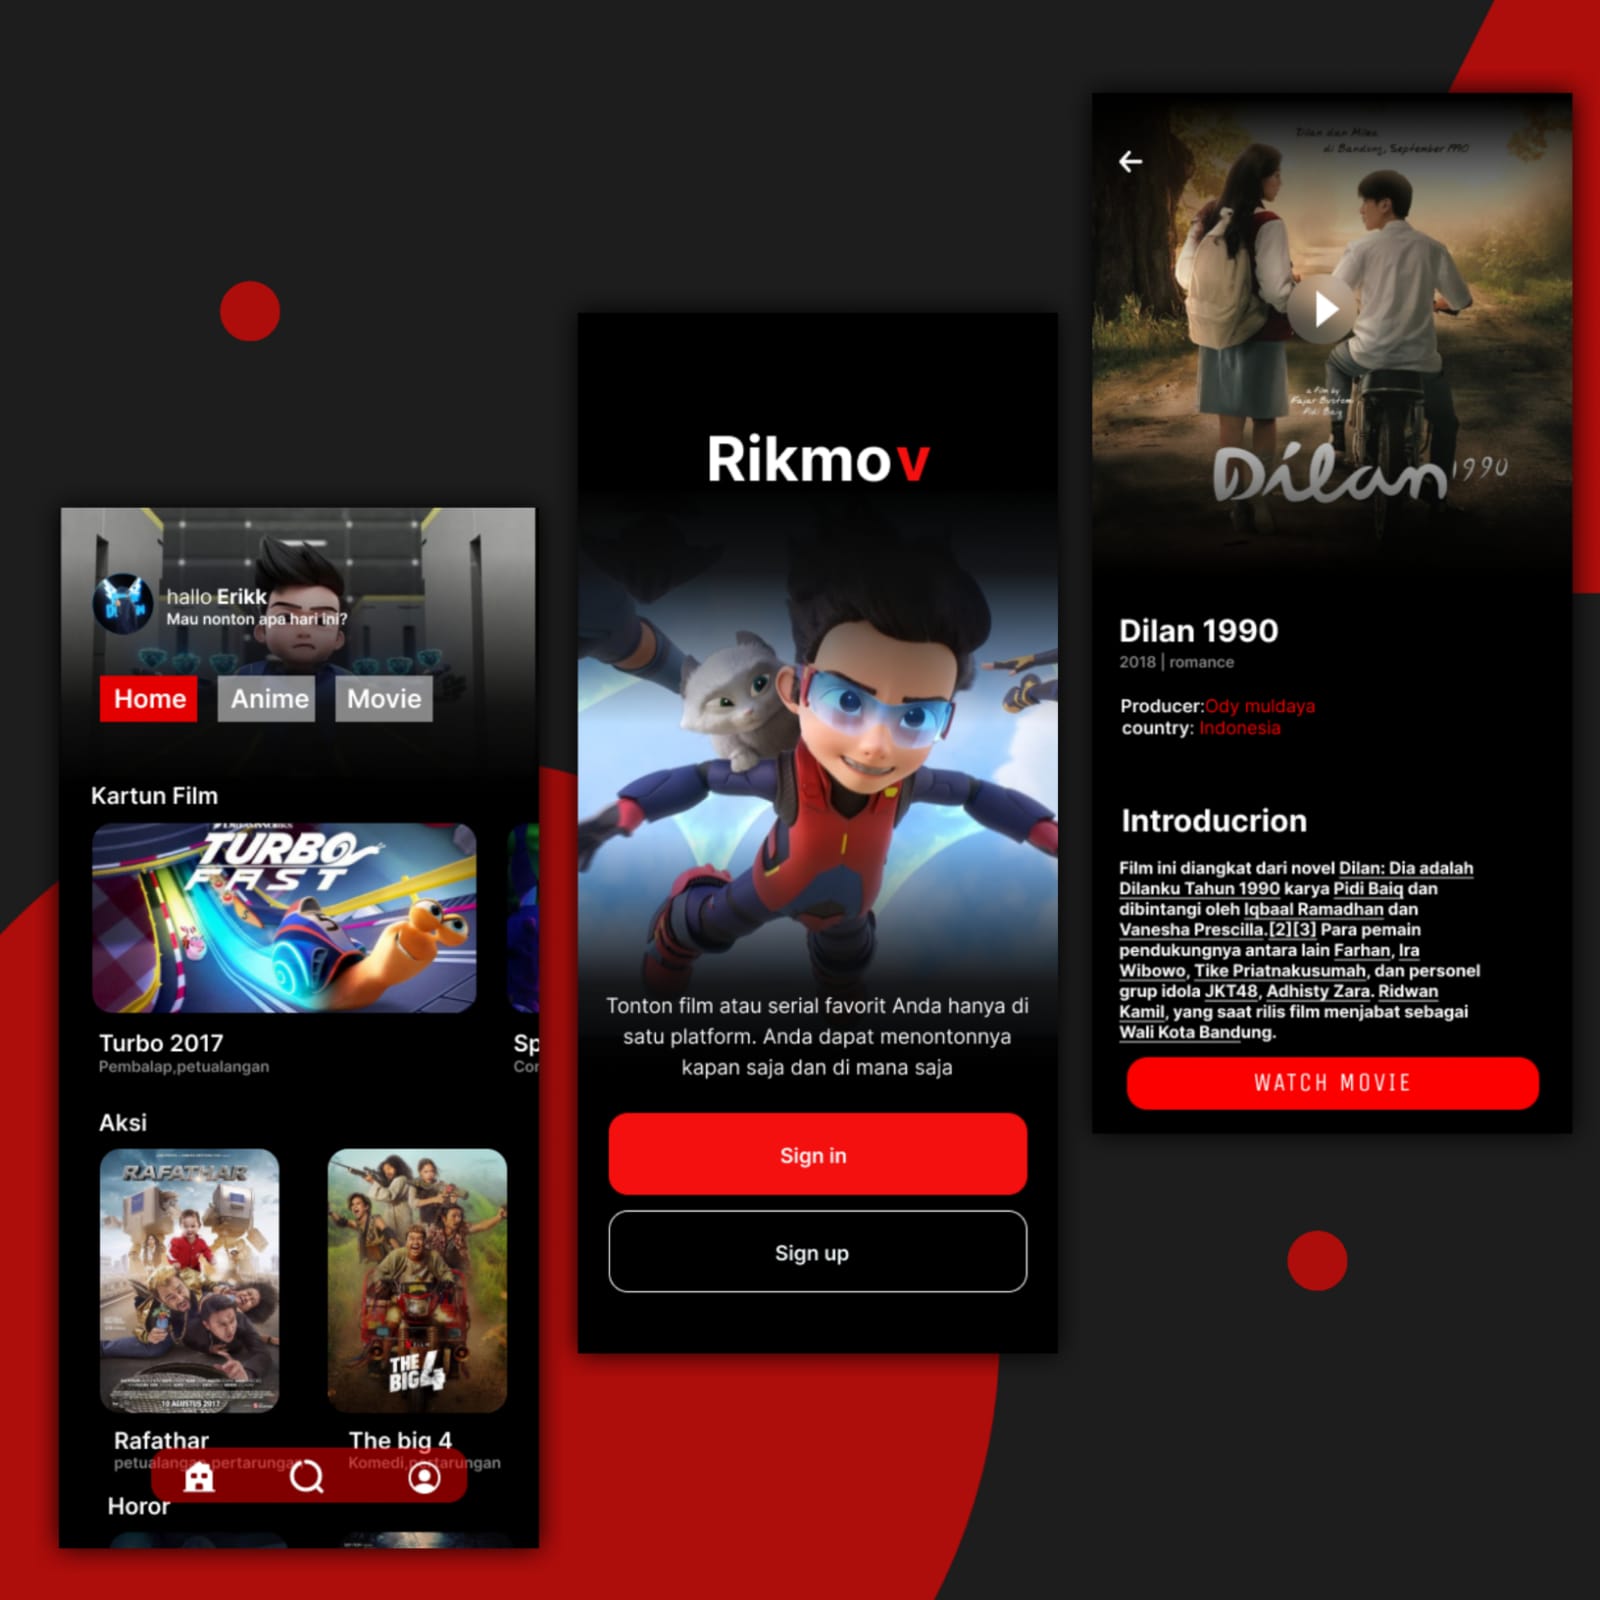 hallo Erikk
Mau nonton apa hari ini?
Home
Anime
Movie
Kartun Film
TURBO
FAST
Turbo 2017
Pembalap,petualangan
Sp
Cor
Aksi
RAFATHAR
10 AGUSTUS 2017
THE
BIG 4
Rafathar
petualangan,pertarungan
The big 4
Komedi,pertarungan
Horor
Rikmov
Tonton film atau serial favorit Anda hanya di
satu platform. Anda dapat menontonnya
kapan saja dan di mana saja
Sign in
Sign up
Dilan dan Milea
di Bandung, September 1990
a film by
Fajar Bustomi
Pidi Baiq
Dilan 1990
Dilan 1990
2018 | romance
Producer:Ody muldaya
country: Indonesia
Introducrion
Film ini diangkat dari novel Dilan: Dia adalah
Dilanku Tahun 1990 karya Pidi Baiq dan
dibintangi oleh Iqbaal Ramadhan dan
Vanesha Prescilla.[2][3] Para pemain
pendukungnya antara lain Farhan, Ira
Wibowo, Tike Priatnakusumah, dan personel
grup idola JKT48, Adhisty Zara. Ridwan
Kamil, yang saat rilis film menjabat sebagai
Wali Kota Bandung.
WATCH MOVIE